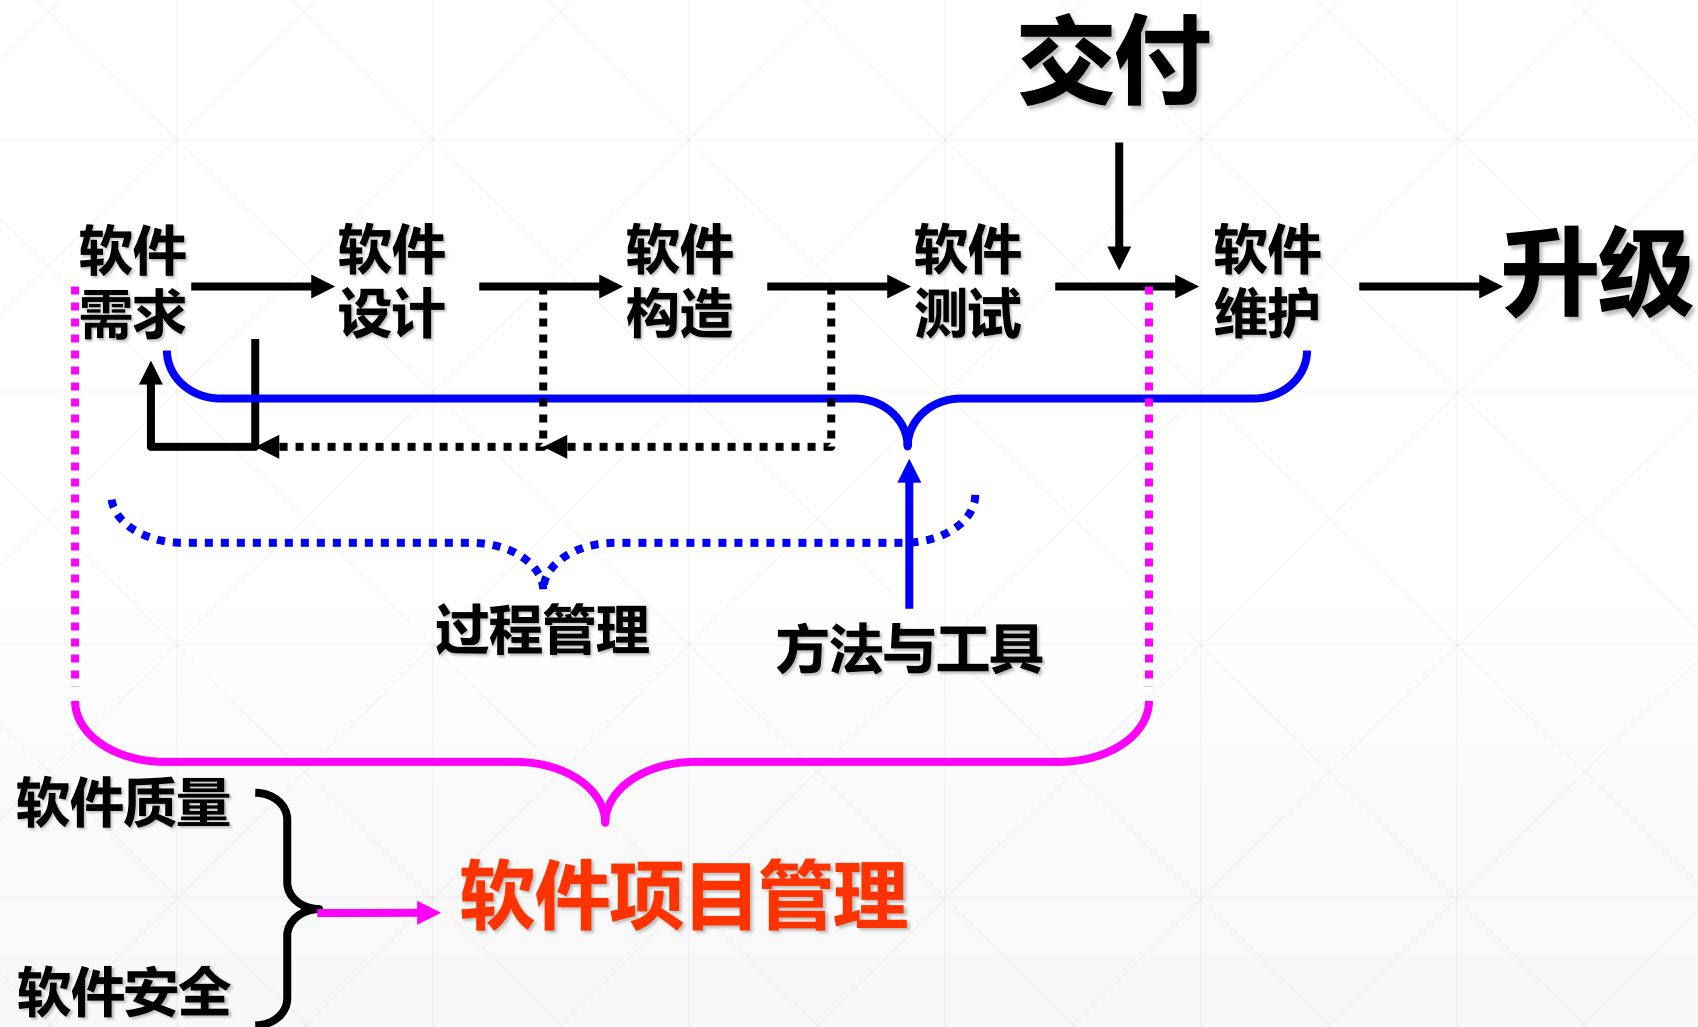 交付
软件
需求
软件
设计
软件
构造
软件
测试
软件
维护
升级
过程管理
方法与工具
软件质量
软件项目管理
软件安全